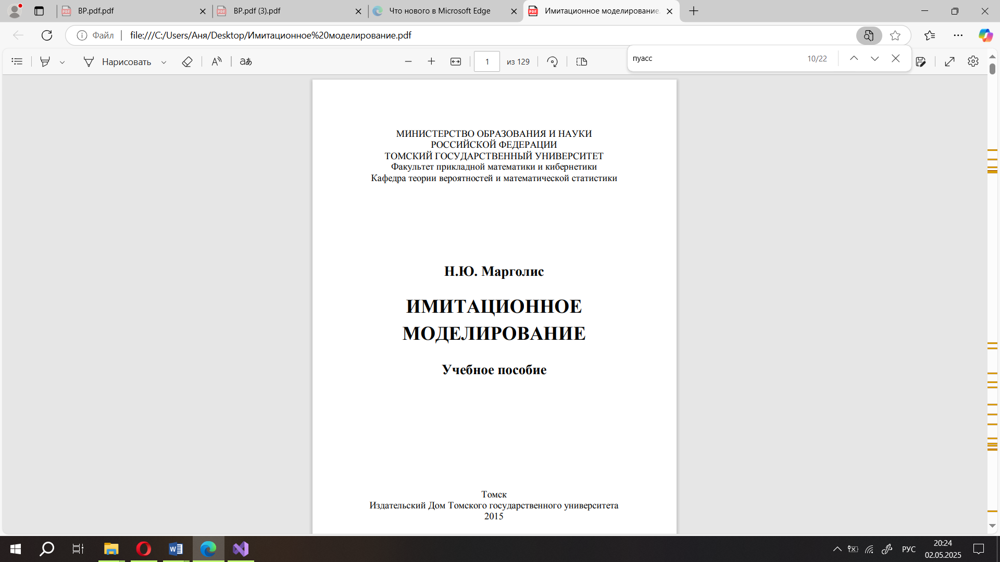 BP.pdf.pdf
BP.pdf (3).pdf
Что нового в Microsoft Edge
Имитационное моделирование.
Файл
file:///C:/Users/Аня/Desktop/Имитационное%20моделирование.pdf
Нарисовать
aあ
1
из 129
пуасс
10/22
МИНИСТЕРСТВО ОБРАЗОВАНИЯ И НАУКИ
РОССИЙСКОЙ ФЕДЕРАЦИИ
ТОМСКИЙ ГОСУДАРСТВЕННЫЙ УНИВЕРСИТЕТ
Факультет прикладной математики и кибернетики
Кафедра теории вероятностей и математической статистики
Н.Ю. Марголис
ИМИТАЦИОННОЕ
МОДЕЛИРОВАНИЕ
Учебное пособие
Томск
Издательский Дом Томского государственного университета
2015
РУС
20:24
02.05.2025